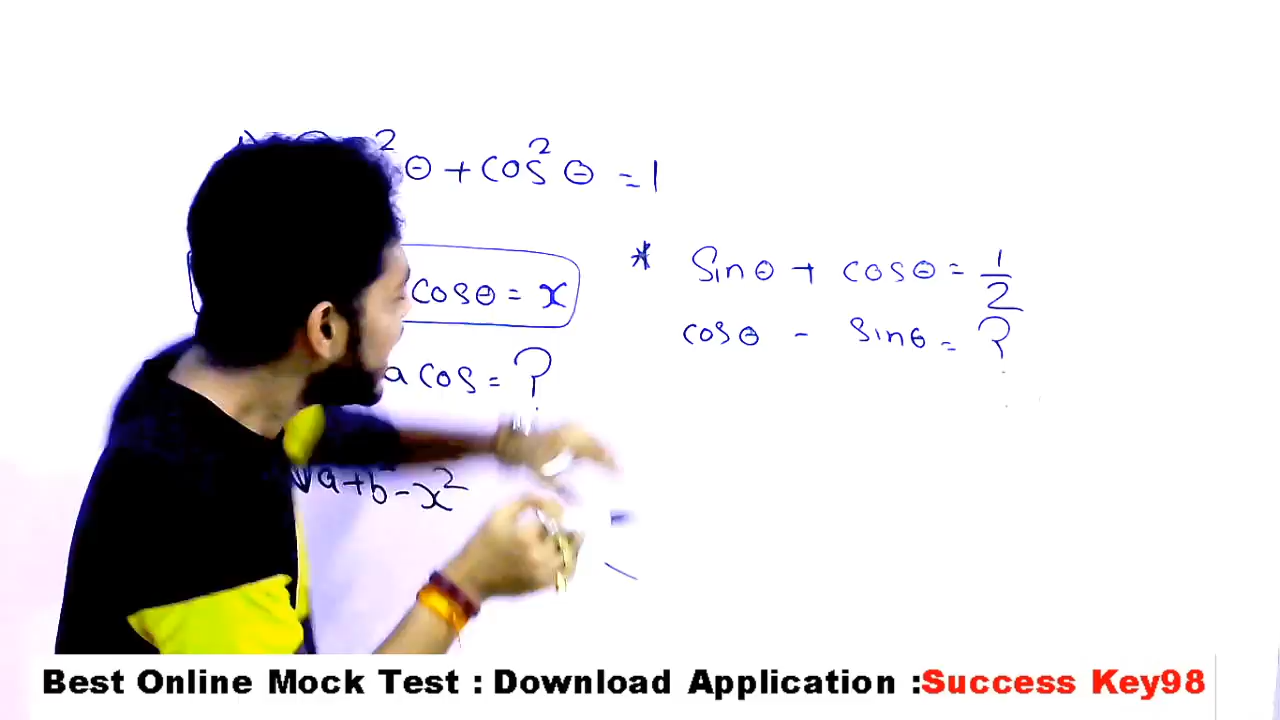 ²θ + cos²θ = 1
cosθ = x
a cos = ?
√a+b-x²
* Sinθ + cosθ = 1/2
cosθ - sinθ = ?
Best Online Mock Test : Download Application :Success Key98